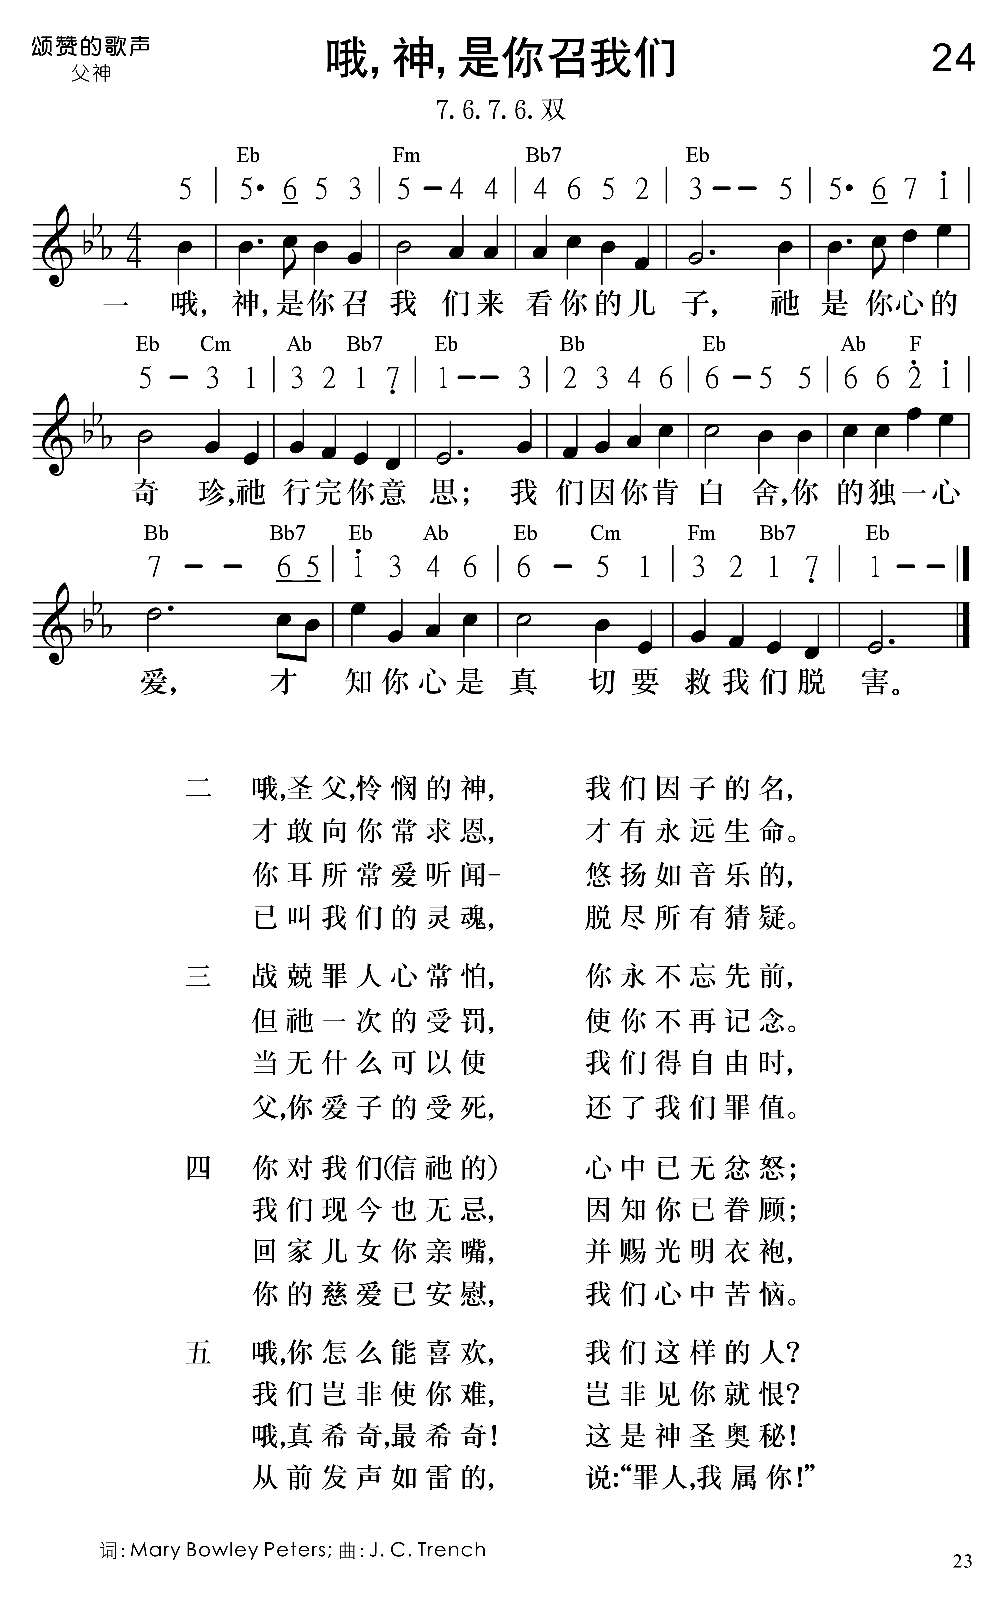 颂赞的歌声
父神
哦,神,是你召我们
24
7.6.7.6.双
Eb Fm Bb7 Eb
5 | 5· 6 5 3 | 5 - 4 4 | 4 6 5 2 | 3 - - 5 | 5· 6 7 i |
4 4
一 哦, 神,是你召 我 们来 看你的儿 子, 祂 是 你心的
Eb Cm Ab Bb7 Eb Bb Eb Ab F
5 - 3 1 | 3 2 1 7 | 1 - - 3 | 2 3 4 6 | 6 - 5 5 | 6 6 2 i |
奇 珍,祂 行完你意 思; 我 们因你肯 白 舍,你 的独一心
Bb Bb7 Eb Ab Eb Cm Fm Bb7 Eb
7 - - 6 5 | i 3 4 6 | 6 - 5 1 | 3 2 1 7 | 1 - - ‖
爱, 才 知你心是 真 切要 救我们脱 害。
二 哦,圣父,怜悯的神, 我们因子的名,
才敢向你常求恩, 才有永远生命。
你耳所常爱听闻- 悠扬如音乐的,
已叫我们的灵魂, 脱尽所有猜疑。
三 战兢罪人心常怕, 你永不忘先前,
但祂一次的受罚, 使你不再记念。
当无什么可以使 我们得自由时,
父,你爱子的受死, 还了我们罪值。
四 你对我们(信祂的) 心中已无忿怒;
我们现今也无忌, 因知你已眷顾;
回家儿女你亲嘴, 并赐光明衣袍,
你的慈爱已安慰, 我们心中苦恼。
五 哦,你怎么能喜欢, 我们这样的人?
我们岂非使你难, 岂非见你就恨?
哦,真希奇,最希奇! 这是神圣奥秘!
从前发声如雷的, 说:“罪人,我属你!”
词: Mary Bowley Peters; 曲: J. C. Trench
23